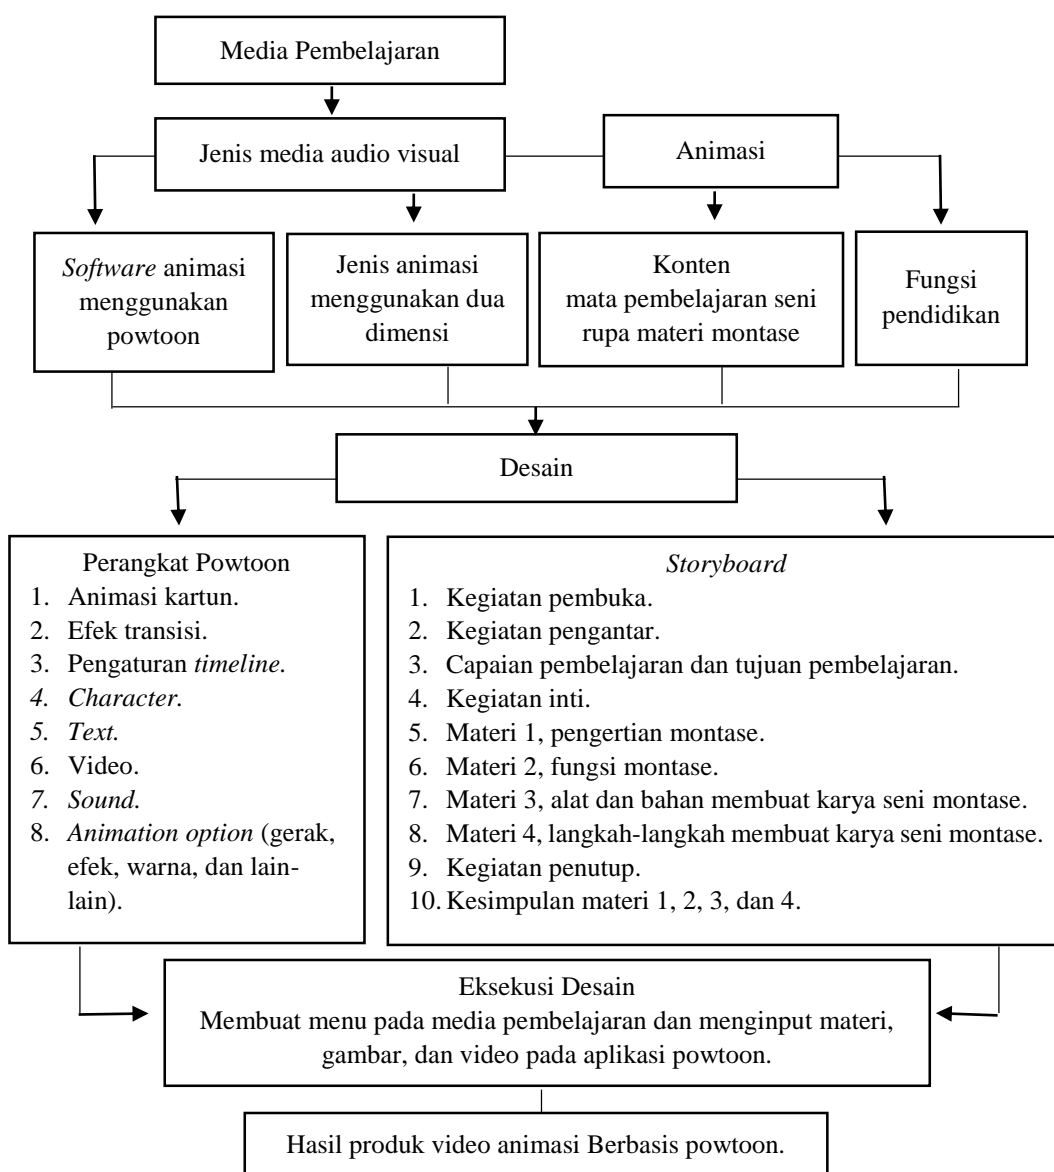 Media Pembelajaran
Jenis media audio visual
Animasi
Software animasi
menggunakan
powtoon
Jenis animasi
menggunakan dua
dimensi
Konten
mata pembelajaran seni
rupa materi montase
Fungsi
pendidikan
Desain
Perangkat Powtoon
1. Animasi kartun.
2. Efek transisi.
3. Pengaturan timeline.
4. Character.
5. Text.
6. Video.
7. Sound.
8. Animation option (gerak,
efek, warna, dan lain-
lain).
Storyboard
1. Kegiatan pembuka.
2. Kegiatan pengantar.
3. Capaian pembelajaran dan tujuan pembelajaran.
4. Kegiatan inti.
5. Materi 1, pengertian montase.
6. Materi 2, fungsi montase.
7. Materi 3, alat dan bahan membuat karya seni montase.
8. Materi 4, langkah-langkah membuat karya seni montase.
9. Kegiatan penutup.
10. Kesimpulan materi 1, 2, 3, dan 4.
Eksekusi Desain
Membuat menu pada media pembelajaran dan menginput materi,
gambar, dan video pada aplikasi powtoon.
Hasil produk video animasi Berbasis powtoon.